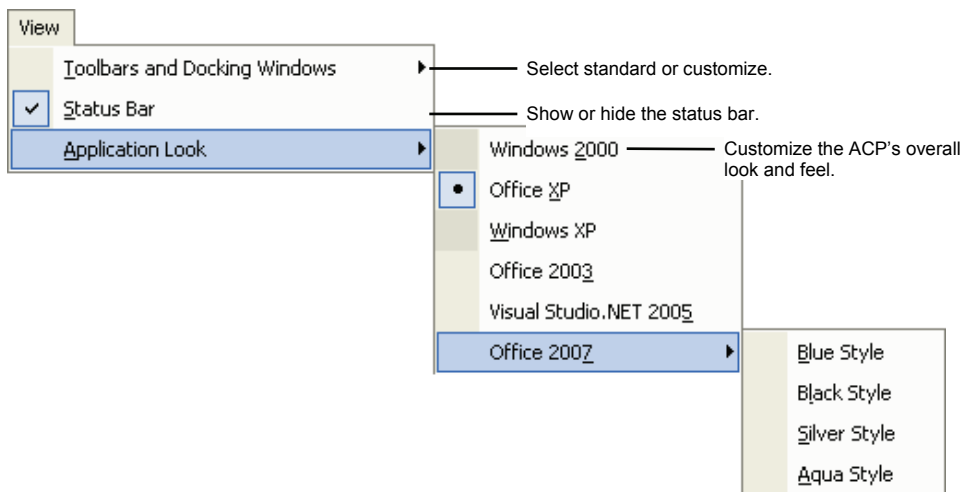 View
Toolbars and Docking Windows
Select standard or customize.
Status Bar
Show or hide the status bar.
Application Look
Windows 2000
Customize the ACP's overall
look and feel.
Office XP
Windows XP
Office 2003
Visual Studio.NET 2005
Office 2007
Blue Style
Black Style
Silver Style
Aqua Style